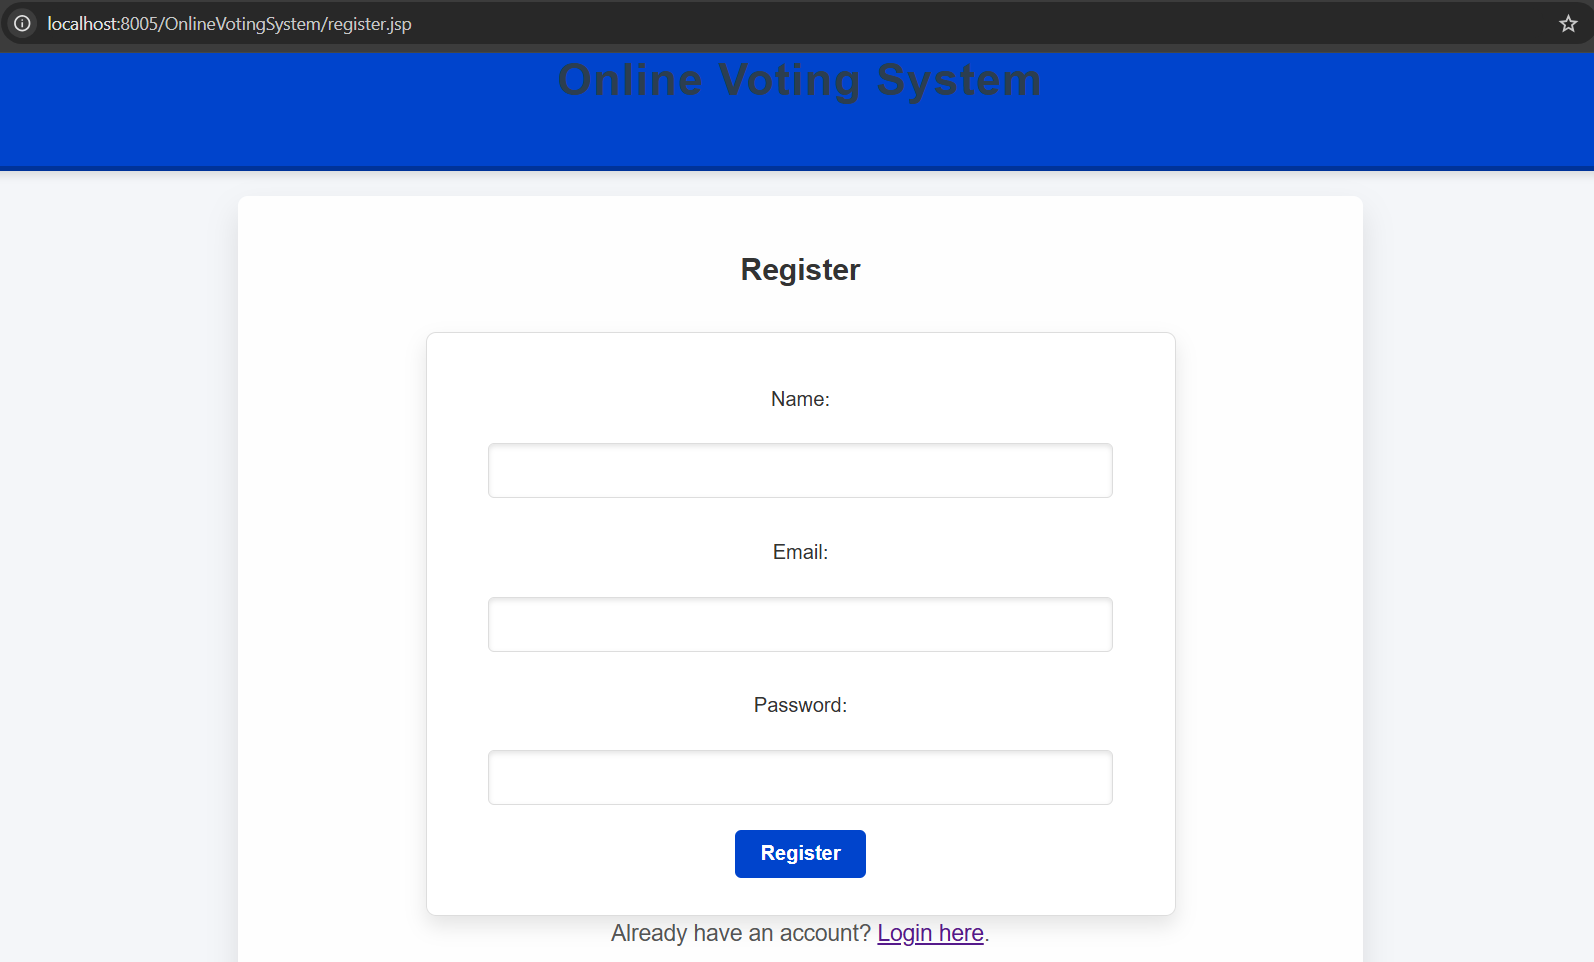 localhost:8005/OnlineVotingSystem/register.jsp
Online Voting System
Register
Name:
Email:
Password:
Register
Already have an account? Login here.